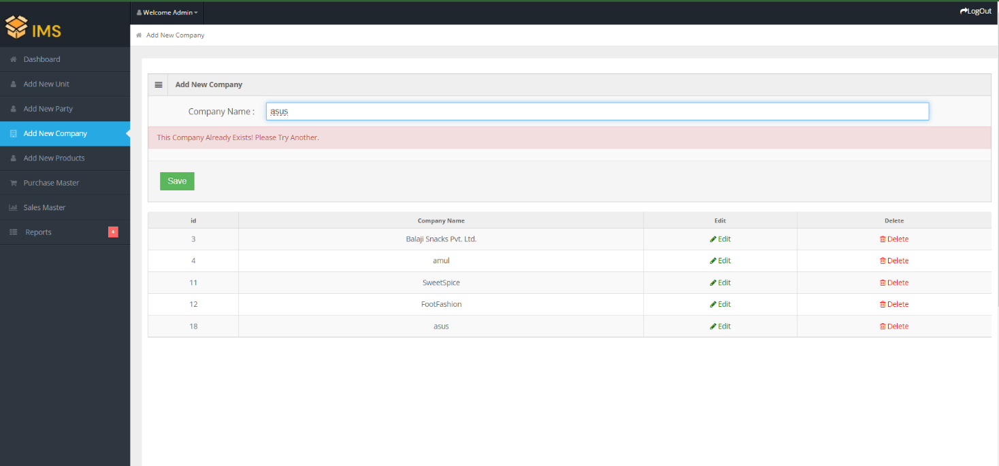 IMS
Welcome Admin
LogOut
Add New Company
Dashboard
Add New Unit
Add New Party
Add New Company
Add New Products
Purchase Master
Sales Master
Reports
Add New Company
Company Name :
asus
This Company Already Exists! Please Try Another.
Save
id Company Name Edit Delete
3 Balaji Snacks Pvt. Ltd. Edit Delete
4 amul Edit Delete
11 SweetSpice Edit Delete
12 FootFashion Edit Delete
18 asus Edit Delete